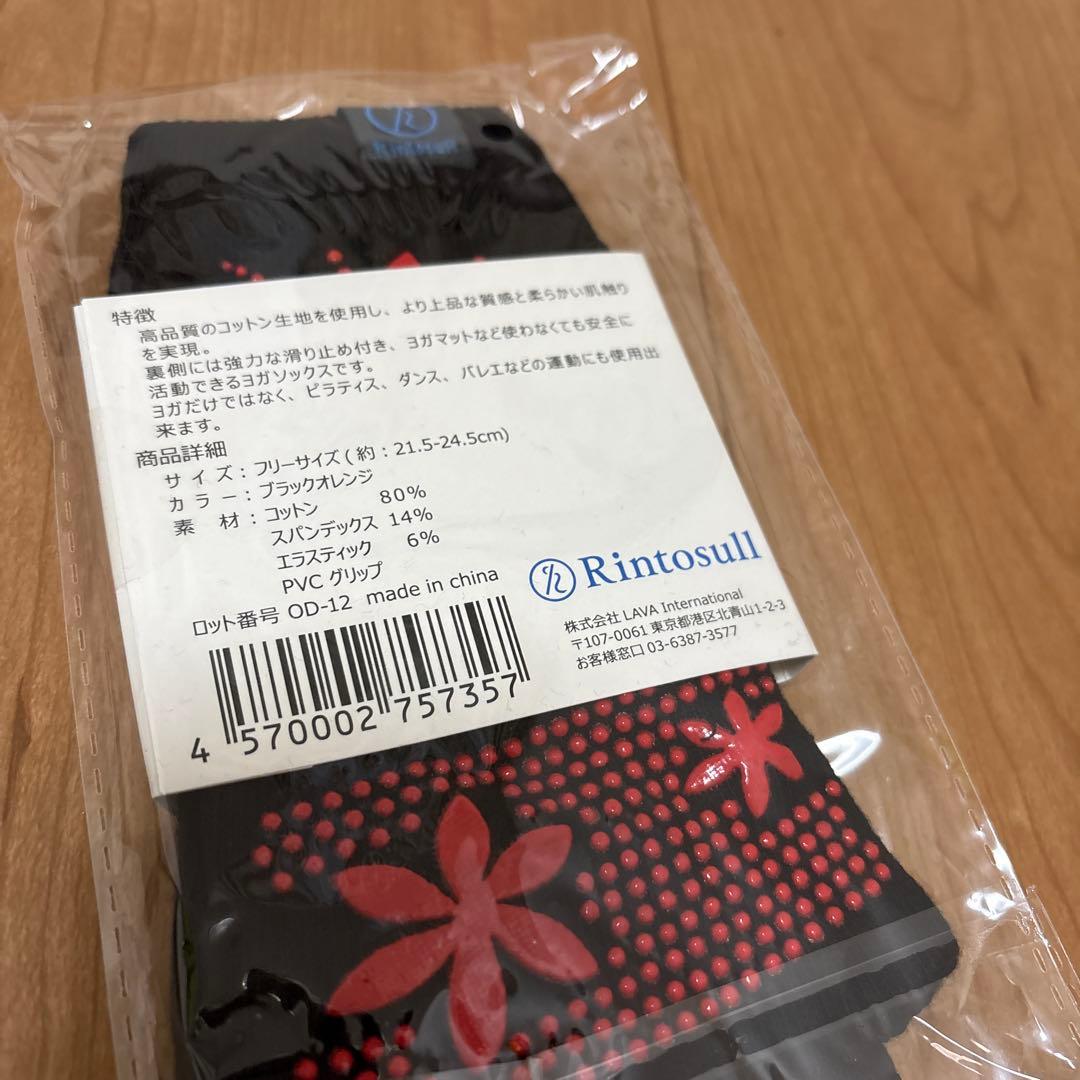 Rintosull
特徴
高品質のコットン生地を使用し、より上品な質感と柔らかい肌触り
を実現。
裏側には強力な滑り止め付き、ヨガマットなど使わなくても安全に
活動できるヨガソックスです。
ヨガだけではなく、ピラティス、ダンス、バレエなどの運動にも使用出
来ます。
商品詳細
サイズ：フリーサイズ(約：21.5-24.5cm)
カラー：ブラックオレンジ
素 材：コットン 80%
スパンデックス 14%
エラスティック 6%
PVC グリップ
ロット番号 OD-12 made in china
Rintosull
株式会社 LAVA International
〒107-0061 東京都港区北青山1-2-3
お客様窓口 03-6387-3577
4 570002 757357